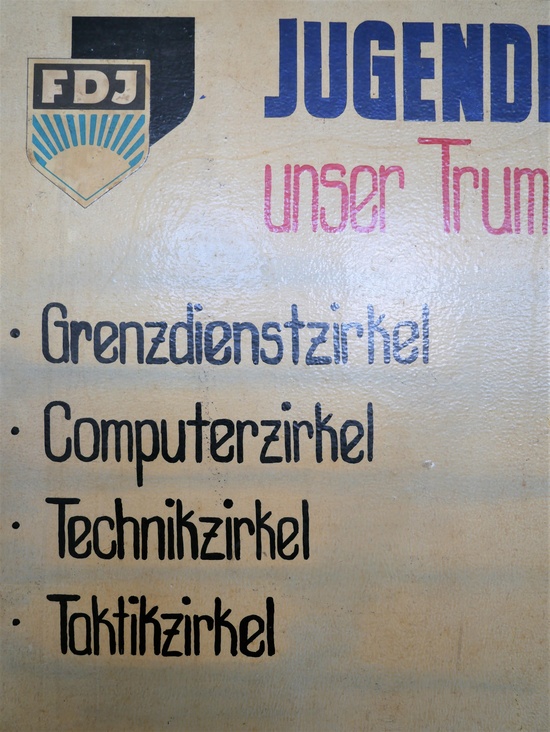 FDJ
JUGEND
unser Trum
• Grenzdienstzirkel
• Computerzirkel
• Technikzirkel
• Taktikzirkel